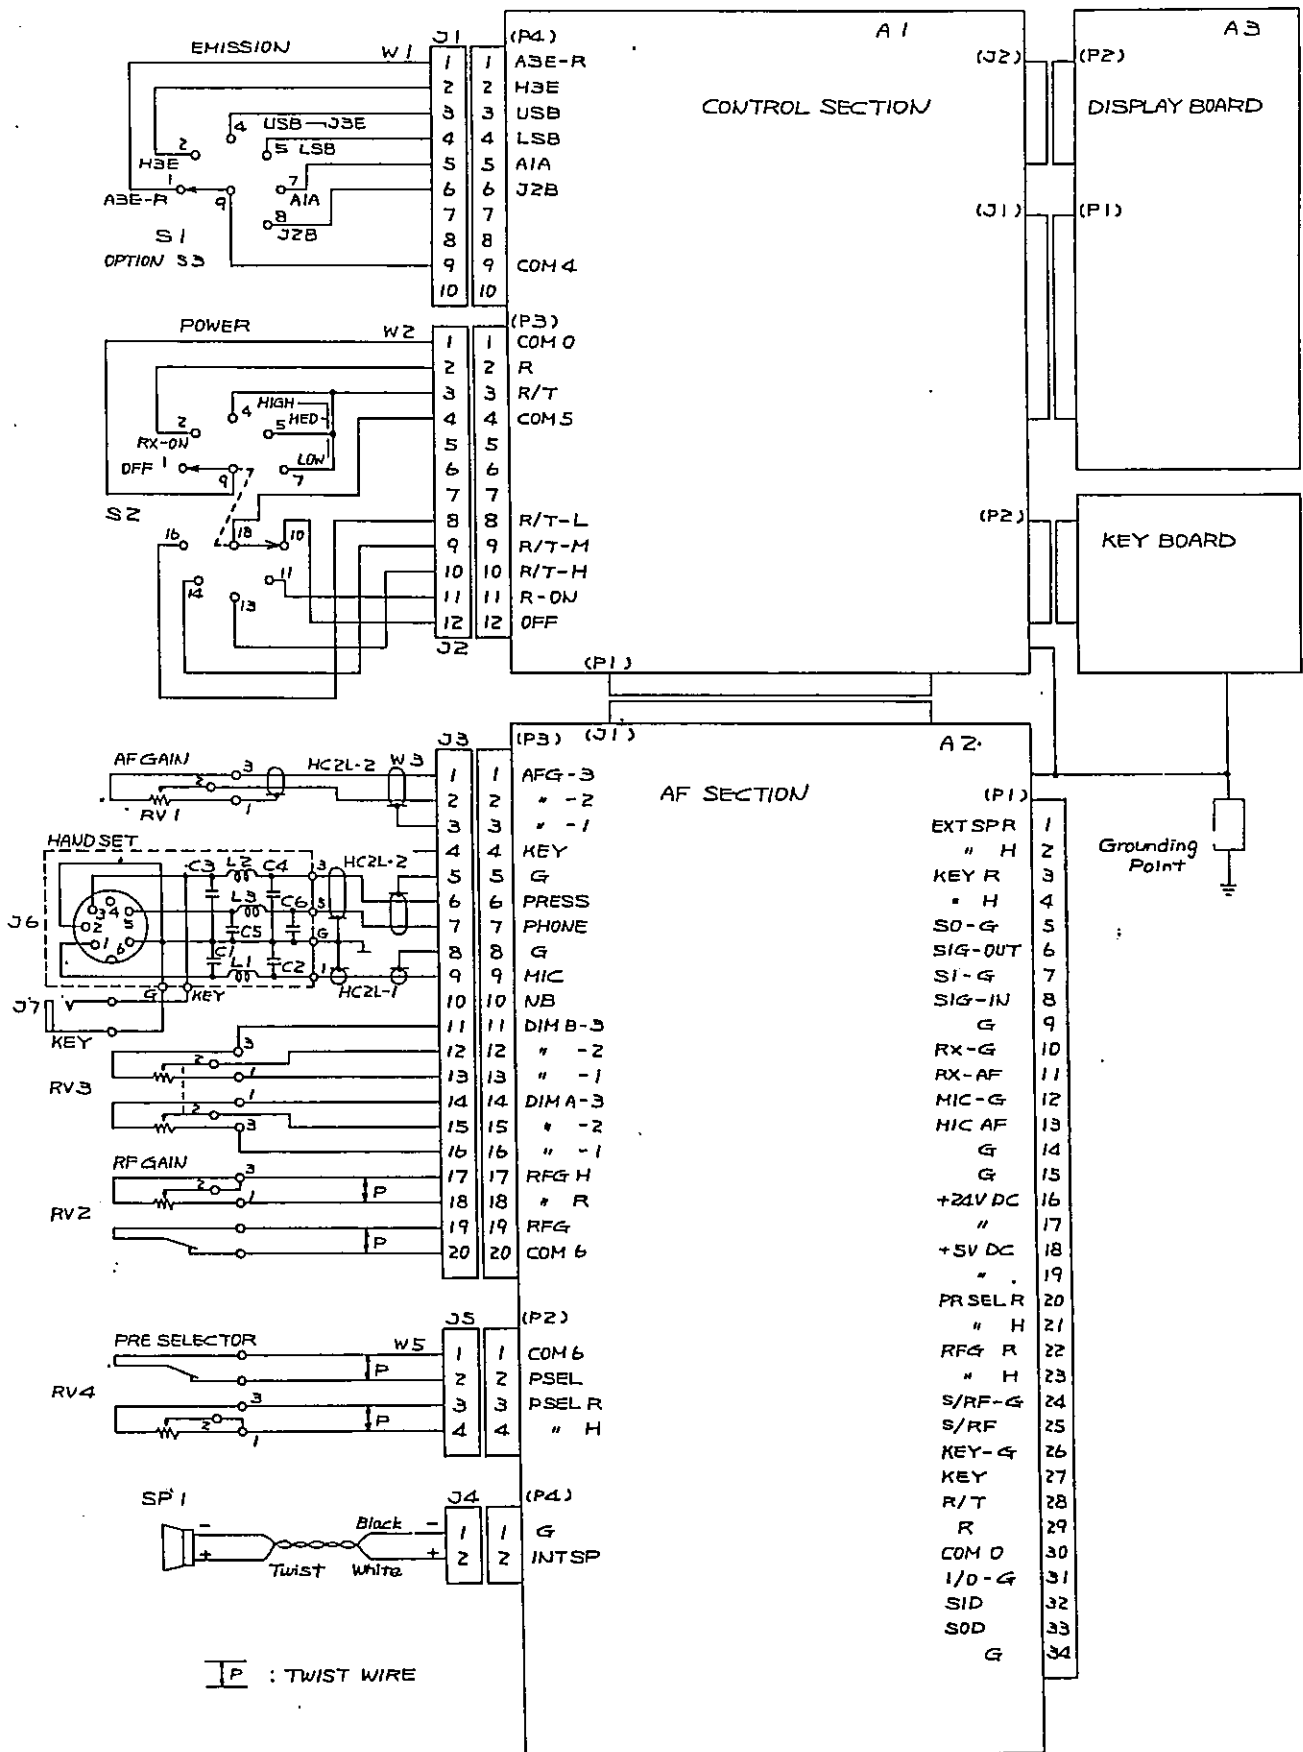 EMISSION
W1
J1
(P4)
A1
(J2)
(P2)
A3
1 1 A3E-R
2 2 H3E
3 3 USB
4 4 LSB
5 5 A1A
6 6 J2B
7 7
8 8
9 9 COM 4
10 10
CONTROL SECTION
DISPLAY BOARD
4 USB→J3E
5 LSB
2
H3E
1
A3E-R
9
7
A1A
8
J2B
S1
OPTION S3
(J1)
(P1)
POWER
W2
(P3)
1 1 COM 0
2 2 R
3 3 R/T
4 4 COM 5
5 5
6 6
7 7
8 8 R/T-L
9 9 R/T-M
10 10 R/T-H
11 11 R-ON
12 12 OFF
J2
HIGH
4
MED
5
2
RX-ON
LOW
OFF 1
9
7
S2
16
18
10
14
11
13
(P2)
KEY BOARD
(P1)
J3
(P3)
(J1)
A2
AF SECTION
(P1)
AF GAIN
3
HC2L-2
W3
2
RV1
1
1 1 AFG-3
2 2 " -2
3 3 " -1
4 4 KEY
5 5 G
6 6 PRESS
7 7 PHONE
8 8 G
9 9 MIC
10 10 NB
11 11 DIM B-3
12 12 " -2
13 13 " -1
14 14 DIM A-3
15 15 " -2
16 16 " -1
17 17 RFG H
18 18 " R
19 19 RFG
20 20 COM 6
HANDSET
C3
L2
C4
3
HC2L-2
J6
3
4
2
5
1
6
L3
C6
5
C5
G
C1
L1
C2
1
HC2L-1
G
KEY
J7
KEY
RV3
3
2
1
1
2
3
RF GAIN
3
2
1
P
RV2
P
EXT SPR 1
" H 2
KEY R 3
" H 4
SO-G 5
SIG-OUT 6
SI-G 7
SIG-IN 8
G 9
RX-G 10
RX-AF 11
MIC-G 12
MIC AF 13
G 14
G 15
+24V DC 16
" 17
+5V DC 18
" 19
PRSEL R 20
" H 21
RFG R 22
" H 23
S/RF-G 24
S/RF 25
KEY-G 26
KEY 27
R/T 28
R 29
COM 0 30
I/O-G 31
SID 32
SOD 33
G 34
Grounding
Point
PRE SELECTOR
W5
J5
(P2)
1 1 COM 6
2 2 PSEL
3 3 PSEL R
4 4 " H
P
RV4
3
2
1
P
SP1
J4
(P4)
-
Black
-
1 1 G
+
Twist
White
+
2 2 INT SP
P : TWIST WIRE